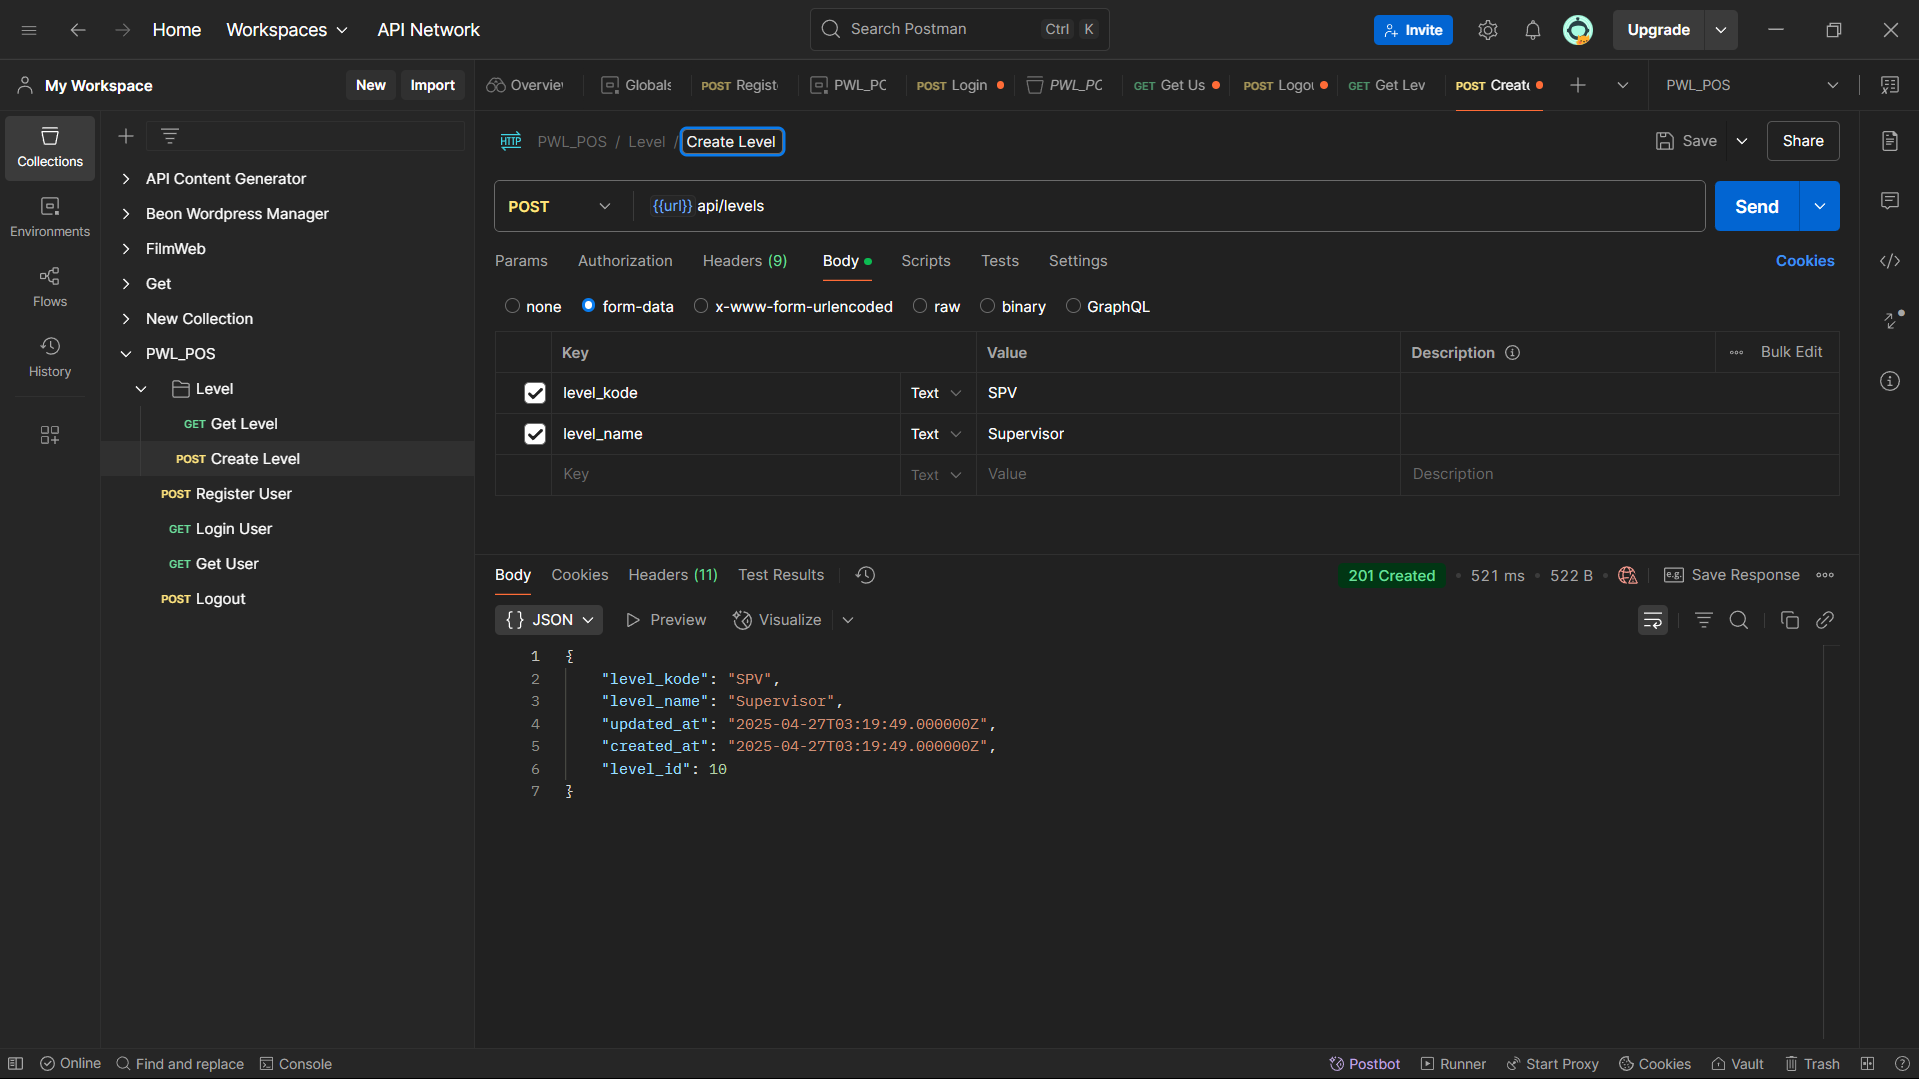 Home Workspaces API Network Search Postman Ctrl K Invite Upgrade
My Workspace New Import Overview Globals POST Regist PWL_PC POST Login PWL_PC GET Get Us POST Logou GET Get Lev POST Create PWL_POS
Collections
Environments
Flows
History
API Content Generator
Beon Wordpress Manager
FilmWeb
Get
New Collection
PWL_POS
Level
GET Get Level
POST Create Level
POST Register User
GET Login User
GET Get User
POST Logout
HTTP PWL_POS / Level / Create Level Save Share
POST {{url}} api/levels Send
Params Authorization Headers (9) Body Scripts Tests Settings Cookies
none form-data x-www-form-urlencoded raw binary GraphQL
Key Value Description Bulk Edit
level_kode Text SPV
level_name Text Supervisor
Key Text Value Description
Body Cookies Headers (11) Test Results 201 Created 521 ms 522 B e.g. Save Response
{} JSON Preview Visualize
1 {
2 "level_kode": "SPV",
3 "level_name": "Supervisor",
4 "updated_at": "2025-04-27T03:19:49.000000Z",
5 "created_at": "2025-04-27T03:19:49.000000Z",
6 "level_id": 10
7 }
Online Find and replace Console Postbot Runner Start Proxy Cookies Vault Trash